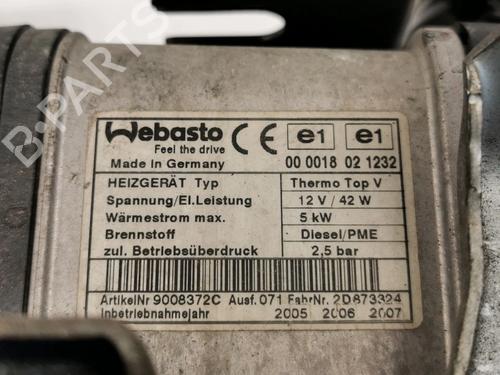 Webasto
Feel the drive
CE e1 e1
Made in Germany 00 0018 02 1232
HEIZGERÄT Typ Thermo Top V
Spannung/El.Leistung 12 V / 42 W
Wärmestrom max. 5 kW
Brennstoff Diesel/PME
zul. Betriebsüberdruck 2,5 bar
ArtikelNr 9008372C Ausf. 071 FabrNr. 2D873324
Inbetriebnahmejahr 2005 2006 2007
B-PARTS